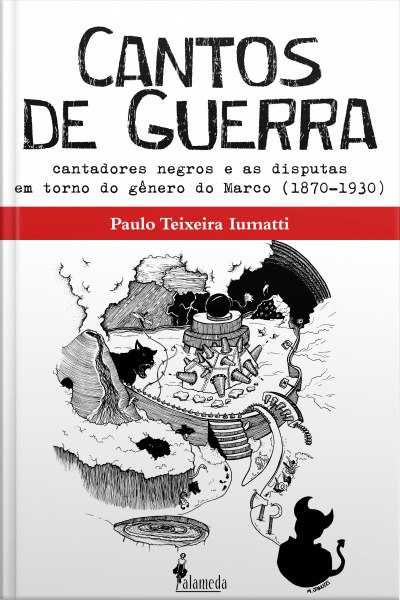 CANTOS
DE GUERRA
cantadores negros e as disputas
em torno do gênero do Marco (1870-1930)
Paulo Teixeira Iumatti
alameda